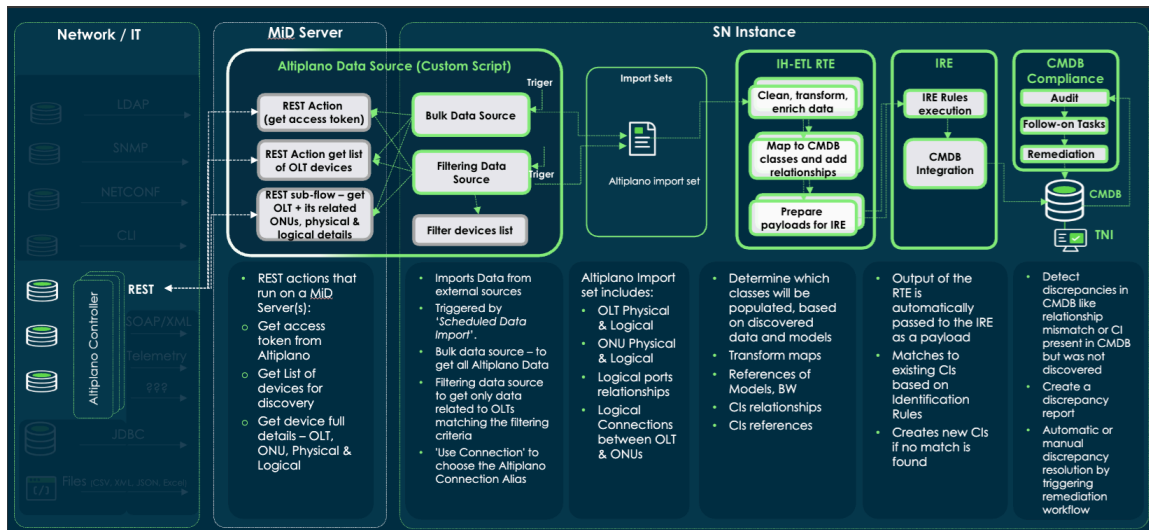 Network / IT
MiD Server
SN Instance
LDAP
SNMP
NETCONF
CLI
REST
Altiplano Controller
SOAP/XML
Telemetry
???
JDBC
Files (CSV, XML, JSON, Excel)
Altiplano Data Source (Custom Script)
REST Action
(get access token)
REST Action get list
of OLT devices
REST sub-flow – get
OLT + its related
ONUs, physical &
logical details
Triger
Bulk Data Source
Filtering Data
Source
Triger
Filter devices list
Import Sets
Altiplano import set
IH-ETL RTE
Clean, transform,
enrich data
Map to CMDB
classes and add
relationships
Prepare
payloads for IRE
IRE
IRE Rules
execution
CMDB
Integration
CMDB
Compliance
Audit
Follow-on Tasks
Remediation
CMDB
TNI
• REST actions that
run on a MiD
Server(s):
o Get access
token from
Altiplano
o Get List of
devices for
discovery
o Get device full
details – OLT,
ONU, Physical &
Logical
• Imports Data from
external sources
• Triggered by
‘Scheduled Data
Import’.
• Bulk data source – to
get all Altiplano Data
• Filtering data source
to get only data
related to OLTs
matching the filtering
criteria
• 'Use Connection' to
choose the Altiplano
Connection Alias
Altiplano Import
set includes:
• OLT Physical
& Logical
• ONU Physical
& Logical
• Logical ports
relationships
• Logical
Connections
between OLT
& ONUs
• Determine which
classes will be
populated, based
on discovered
data and models
• Transform maps
• References of
Models, BW
• CIs relationships
• CIs references
• Output of the
RTE is
automatically
passed to the IRE
as a payload
• Matches to
existing CIs
based on
Identification
Rules
• Creates new CIs
if no match is
found
• Detect
discrepancies in
CMDB like
relationship
mismatch or CI
present in CMDB
but was not
discovered
• Create a
discrepancy
report
• Automatic or
manual
discrepancy
resolution by
triggering
remediation
workflow